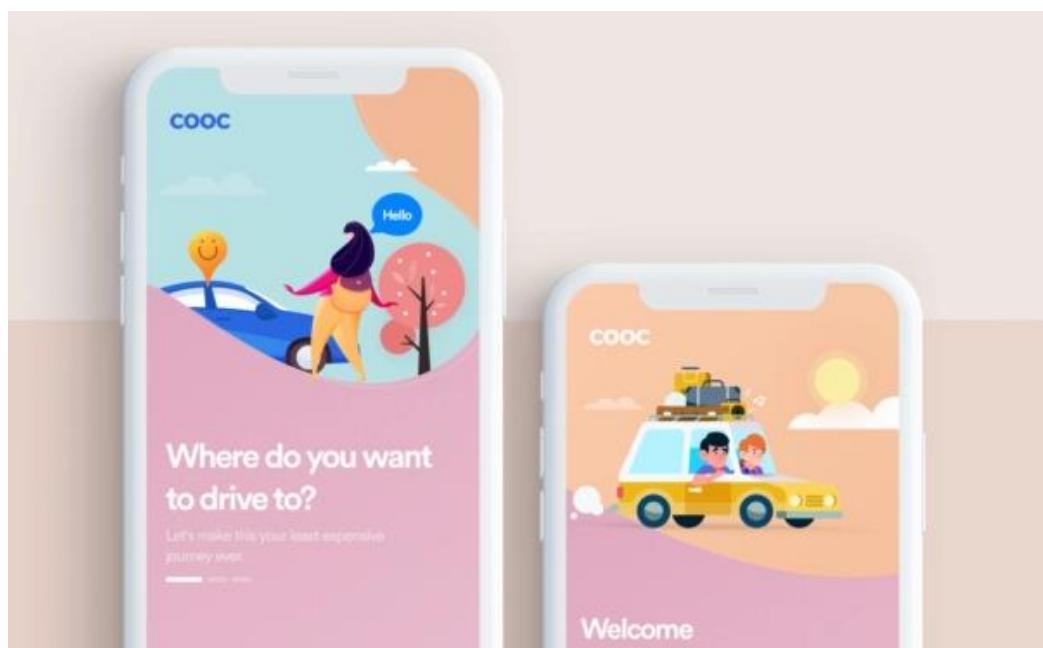 cooc
Hello
Where do you want
to drive to?
Let's make this your least expensive
journey ever.
cooc
Welcome